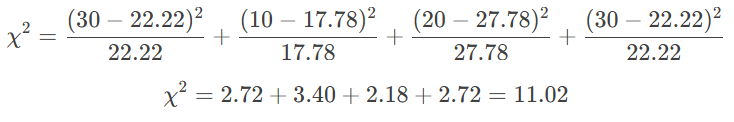 χ² = (30 − 22.22)²/22.22 + (10 − 17.78)²/17.78 + (20 − 27.78)²/27.78 + (30 − 22.22)²/22.22
χ² = 2.72 + 3.40 + 2.18 + 2.72 = 11.02